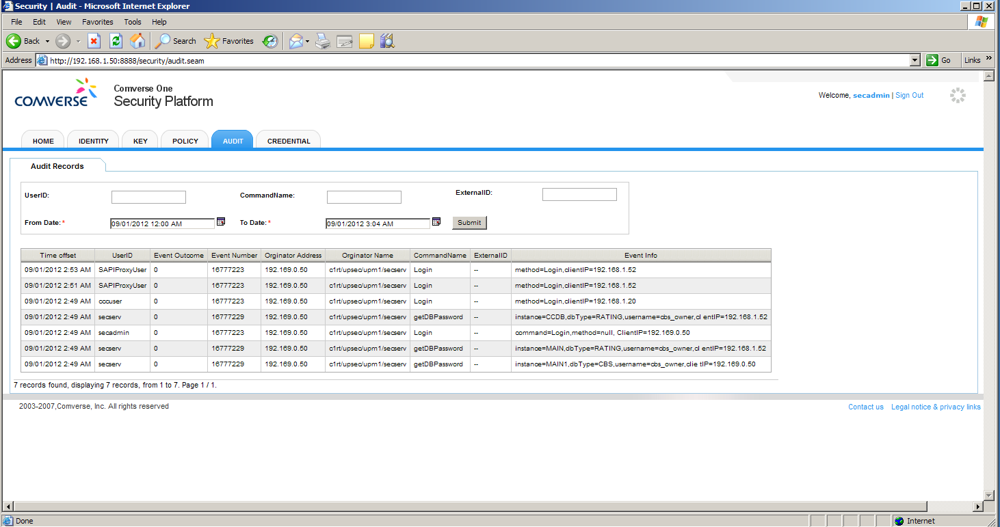 Security | Audit - Microsoft Internet Explorer
File Edit View Favorites Tools Help
Back Search Favorites
Address http://192.168.1.50:8888/security/audit.seam Go Links »
COMVERSE
Comverse One
Security Platform
Welcome, secadmin | Sign Out
HOME IDENTITY KEY POLICY AUDIT CREDENTIAL
Audit Records
UserID: CommandName: ExternalID:
From Date:* 09/01/2012 12:00 AM To Date:* 09/01/2012 3:04 AM Submit
Time offset UserID Event Outcome Event Number Orginator Address Orginator Name CommandName ExternalID Event Info
09/01/2012 2:53 AM SAPIProxyUser 0 16777223 192.169.0.50 c1rt/upsec/upm1/secserv Login -- method=Login,clientIP=192.168.1.52
09/01/2012 2:51 AM SAPIProxyUser 0 16777223 192.169.0.50 c1rt/upsec/upm1/secserv Login -- method=Login,clientIP=192.168.1.52
09/01/2012 2:49 AM cccuser 0 16777223 192.169.0.50 c1rt/upsec/upm1/secserv Login -- method=Login,clientIP=192.168.1.20
09/01/2012 2:49 AM secserv 0 16777229 192.169.0.50 c1rt/upsec/upm1/secserv getDBPassword -- instance=CCDB,dbType=RATING,username=cbs_owner,cl entIP=192.168.1.52
09/01/2012 2:49 AM secadmin 0 16777223 192.169.0.50 c1rt/upsec/upm1/secserv Login -- command=Login,method=null, ClientIP=192.169.0.50
09/01/2012 2:49 AM secserv 0 16777229 192.169.0.50 c1rt/upsec/upm1/secserv getDBPassword -- instance=MAIN,dbType=RATING,username=cbs_owner,cl entIP=192.168.1.52
09/01/2012 2:49 AM secserv 0 16777229 192.169.0.50 c1rt/upsec/upm1/secserv getDBPassword -- instance=MAIN1,dbType=CBS,username=cbs_owner,clie tIP=192.169.0.50
7 records found, displaying 7 records, from 1 to 7. Page 1 / 1.
2003-2007,Comverse, Inc. All rights reserved
Contact us Legal notice & privacy links
Done Internet